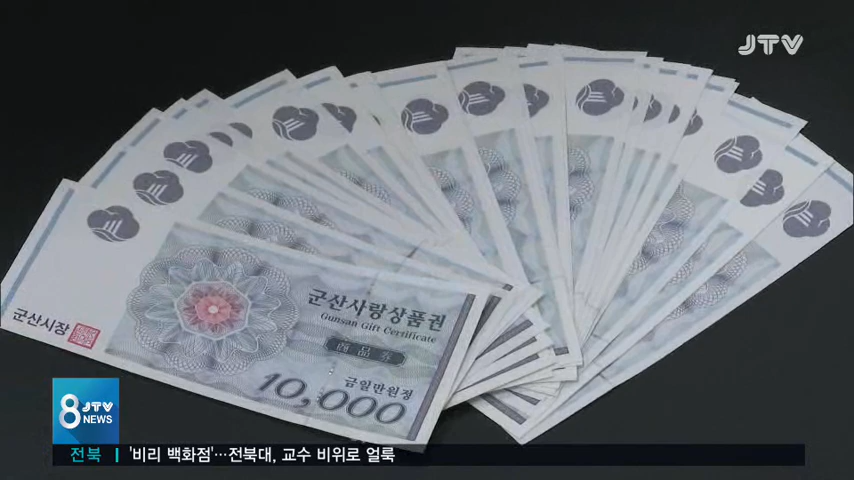 JTV
군산사랑상품권
Gunsan Gift Certificate
商品券
금일만원정
10,000
군산시장
8 JTV NEWS
전북 | '비리 백화점'…전북대, 교수 비위로 얼룩